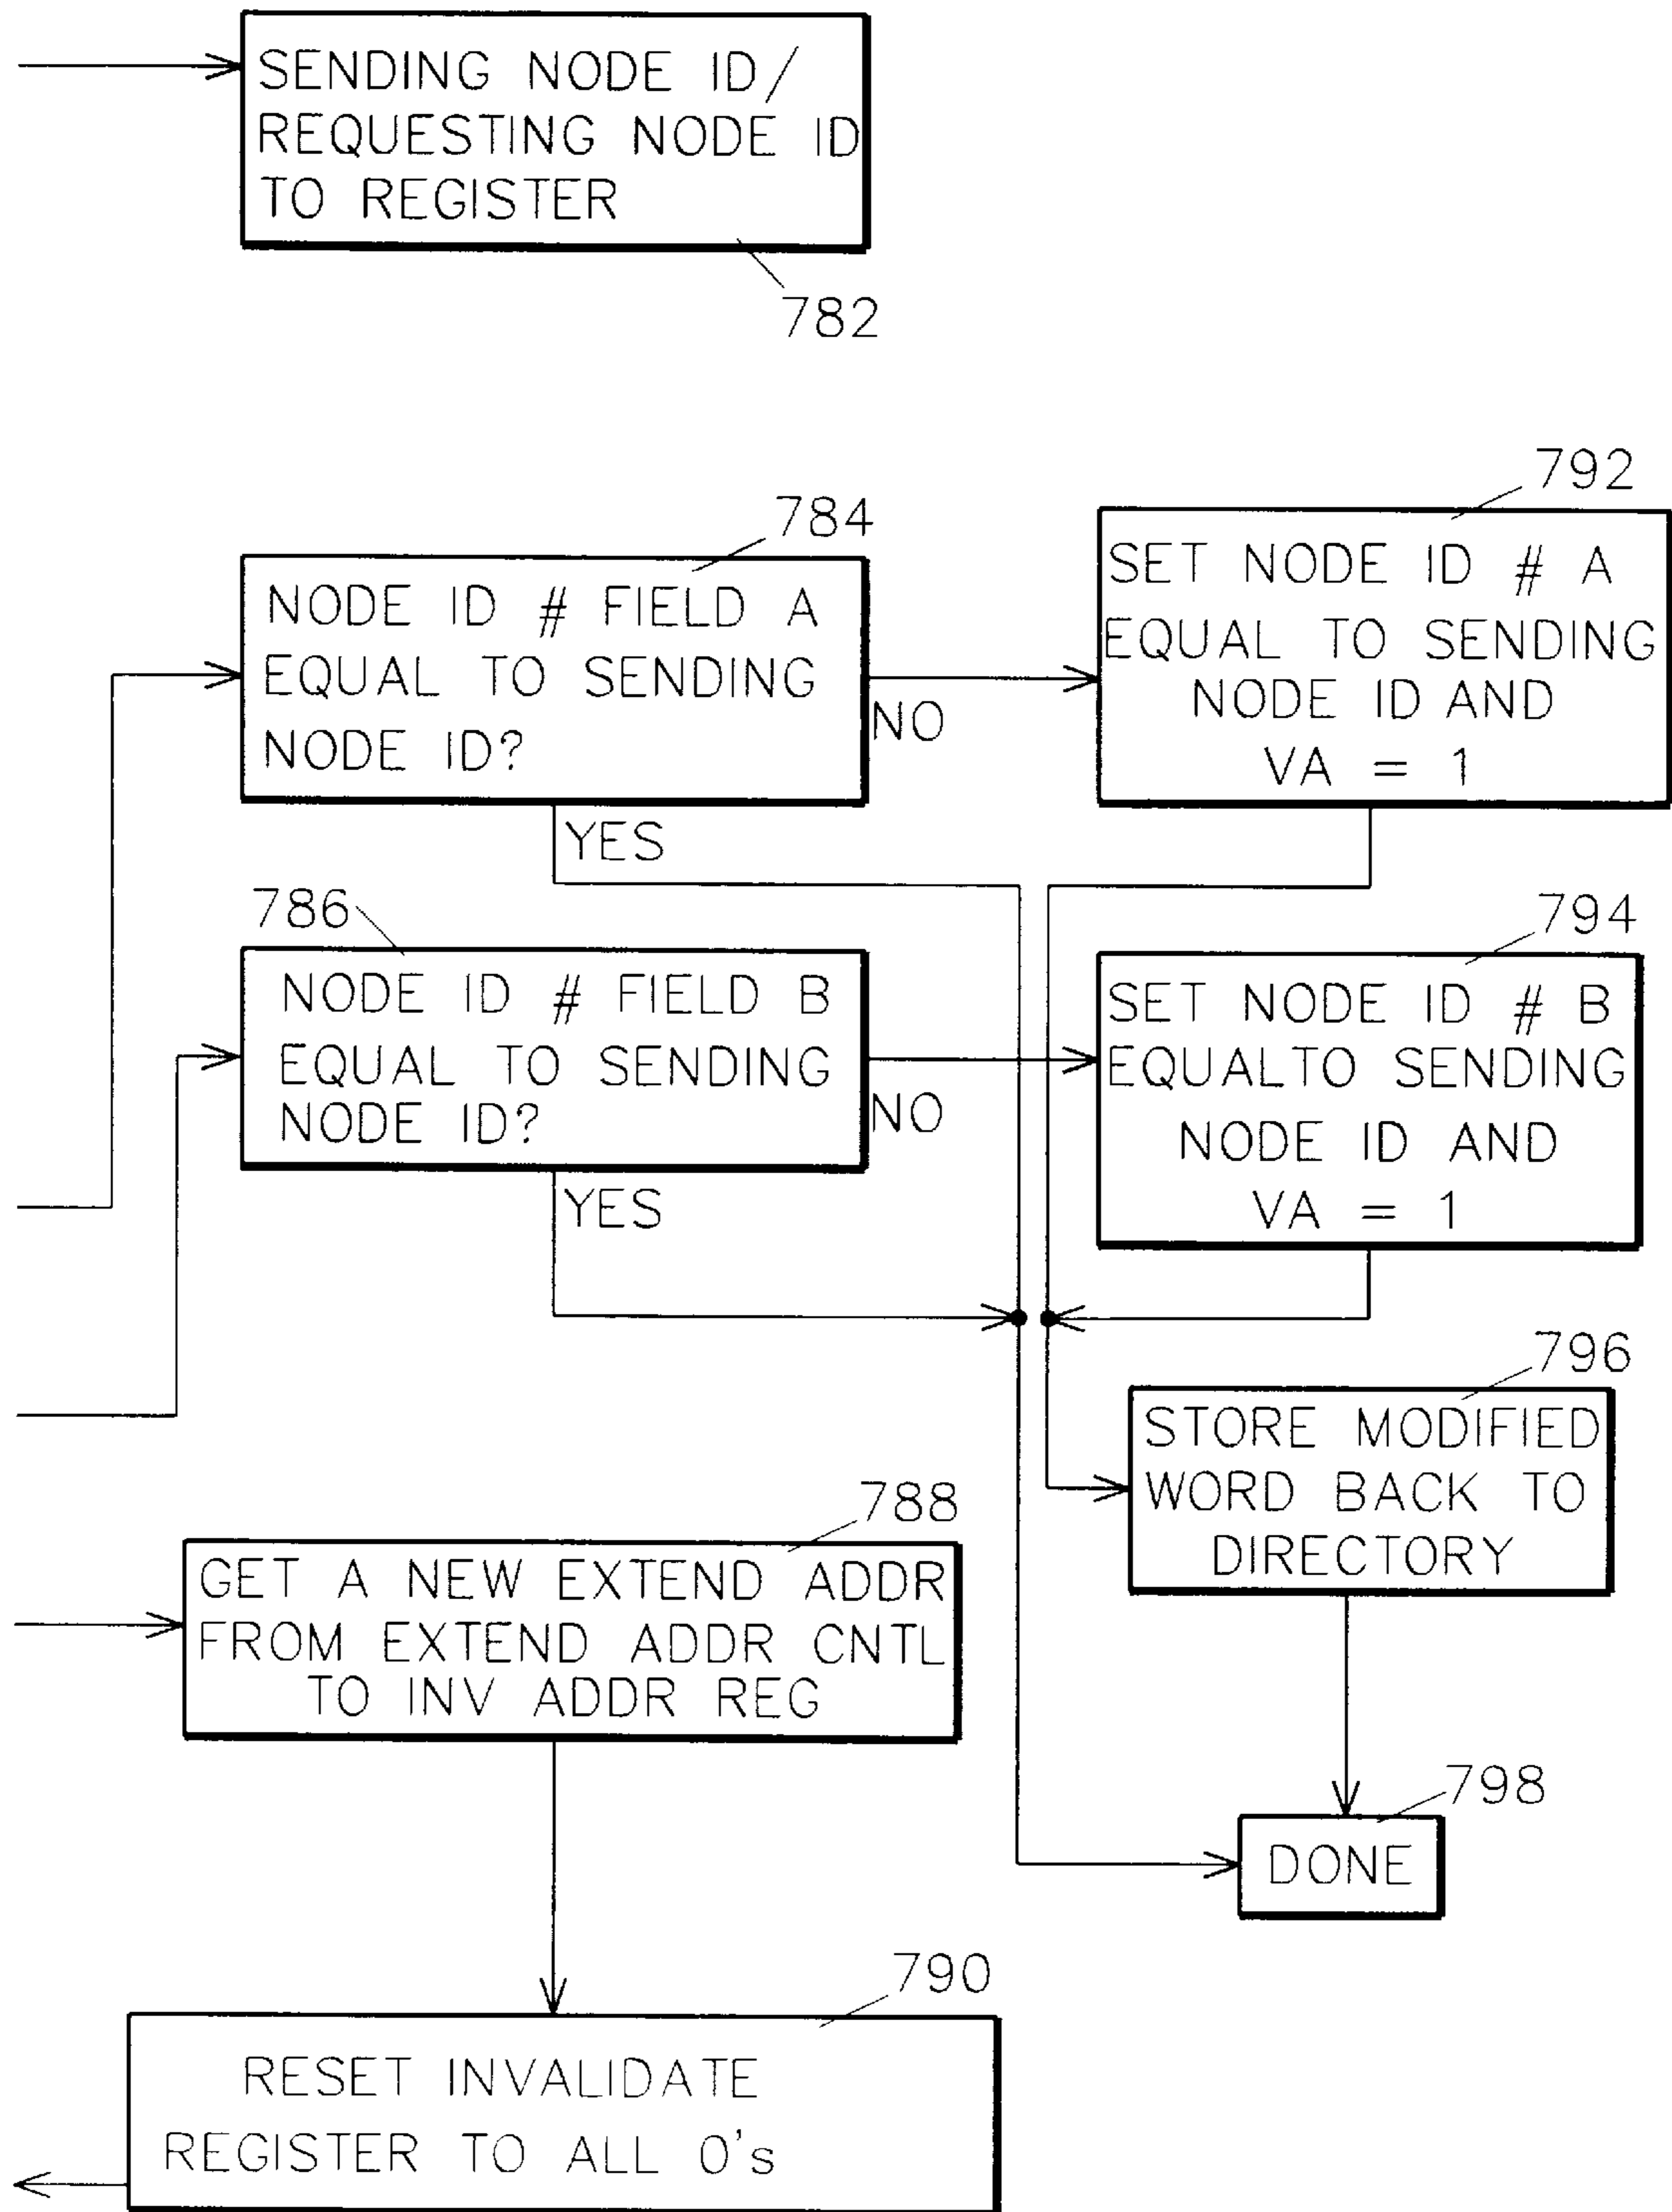 SENDING NODE ID/
REQUESTING NODE ID
TO REGISTER
782
784
NODE ID # FIELD A
EQUAL TO SENDING
NODE ID?
NO
YES
792
SET NODE ID # A
EQUAL TO SENDING
NODE ID AND
VA = 1
786
NODE ID # FIELD B
EQUAL TO SENDING
NODE ID?
NO
YES
794
SET NODE ID # B
EQUALTO SENDING
NODE ID AND
VA = 1
796
STORE MODIFIED
WORD BACK TO
DIRECTORY
788
GET A NEW EXTEND ADDR
FROM EXTEND ADDR CNTL
TO INV ADDR REG
798
DONE
790
RESET INVALIDATE
REGISTER TO ALL 0's